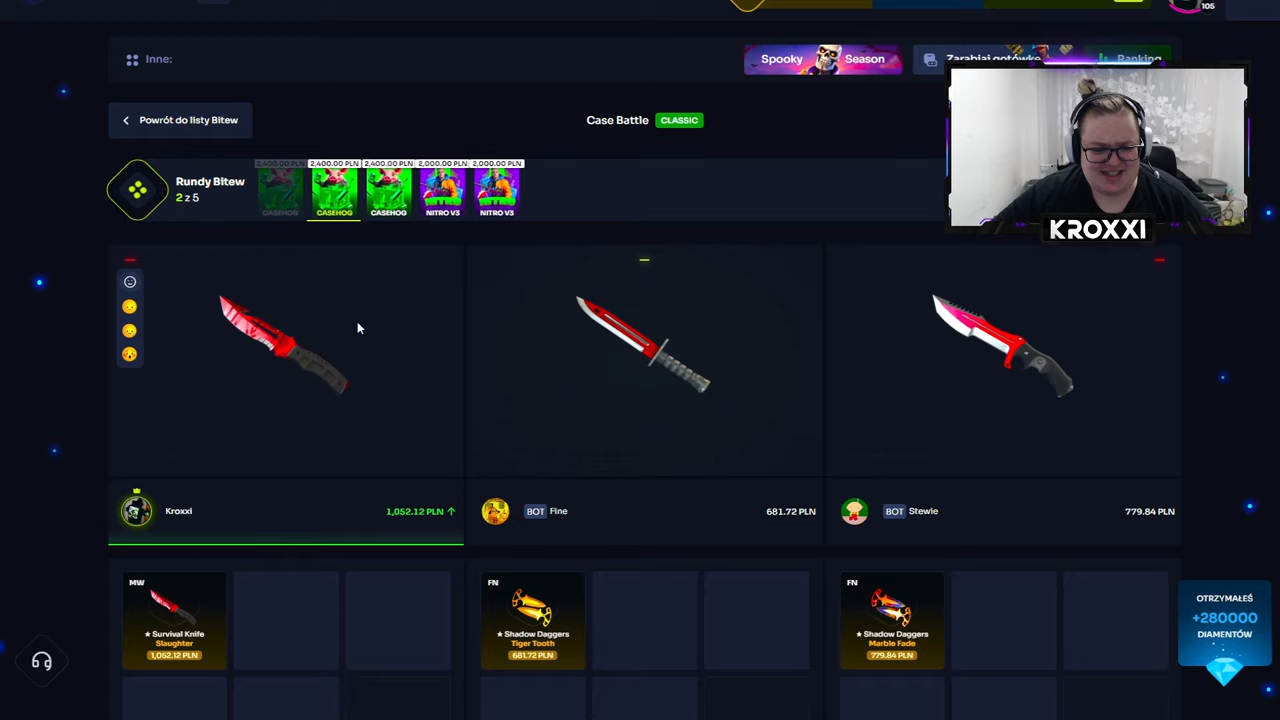 105
Inne:
Spooky Season
Zarabiaj gotówkę
Ranking
Powrót do listy Bitew
Case Battle CLASSIC
Rundy Bitew
2 z 5
2,400.00 PLN 2,400.00 PLN 2,400.00 PLN 2,000.00 PLN 2,000.00 PLN
CASEHOG CASEHOG CASEHOG NITRO V3 NITRO V3
KROXXI
Kroxxi 1,052.12 PLN
BOT Fine 681.72 PLN
BOT Stewie 779.84 PLN
MW
★ Survival Knife
Slaughter
1,052.12 PLN
FN
★ Shadow Daggers
Tiger Tooth
681.72 PLN
FN
★ Shadow Daggers
Marble Fade
779.84 PLN
OTRZYMAŁEŚ
+280000
DIAMENTÓW